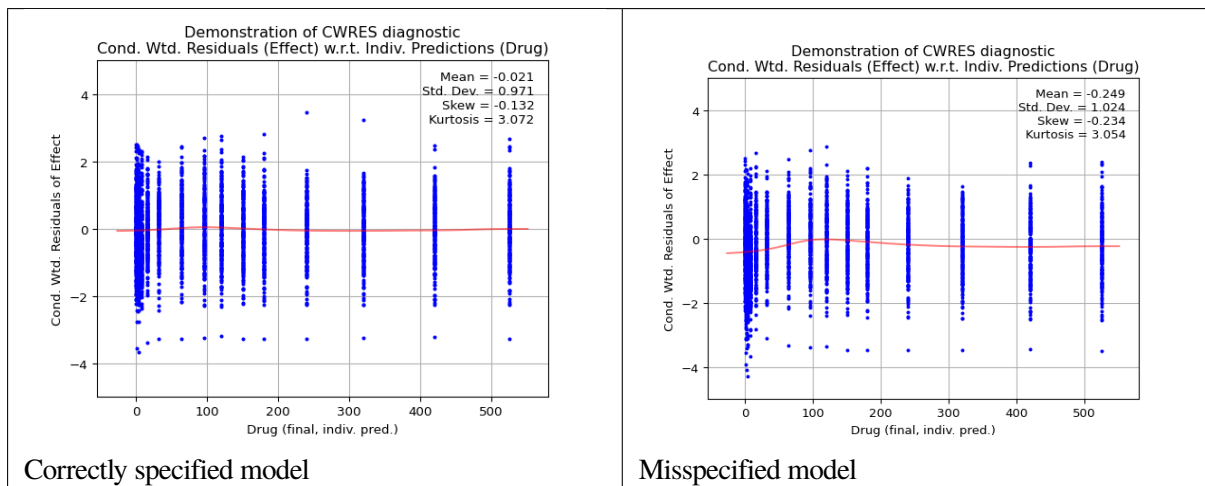 Demonstration of CWRES diagnostic
Cond. Wtd. Residuals (Effect) w.r.t. Indiv. Predictions (Drug)
Mean = -0.021
Std. Dev. = 0.971
Skew = -0.132
Kurtosis = 3.072
Cond. Wtd. Residuals of Effect
4
2
0
−2
−4
0 100 200 300 400 500
Drug (final, indiv. pred.)
Correctly specified model
Demonstration of CWRES diagnostic
Cond. Wtd. Residuals (Effect) w.r.t. Indiv. Predictions (Drug)
Mean = -0.249
Std. Dev. = 1.024
Skew = -0.234
Kurtosis = 3.054
Cond. Wtd. Residuals of Effect
4
2
0
−2
−4
0 100 200 300 400 500
Drug (final, indiv. pred.)
Misspecified model